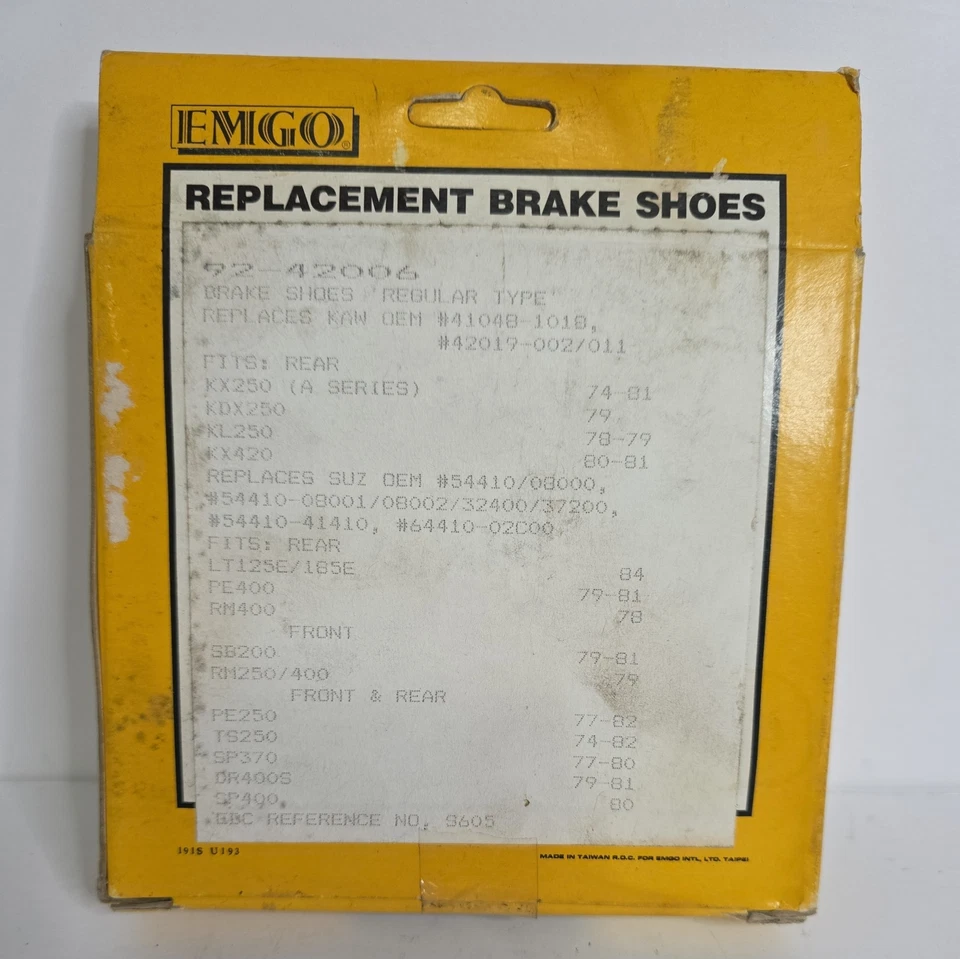 EMGO®
REPLACEMENT BRAKE SHOES
92-42006
BRAKE SHOES 'REGULAR TYPE'
REPLACES KAW OEM #41048-1018,
#42019-002/011
FITS: REAR
KX250 (A SERIES) 74-81
KDX250 79
KL250 78-79
KX420 80-81
REPLACES SUZ OEM #54410/08000,
#54410-08001/08002/32400/37200,
#54410-41410, #64410-02C00,
FITS: REAR
LT125E/185E 84
PE400 79-81
RM400 78
FRONT
SB200 79-81
RM250/400 79
FRONT & REAR
PE250 77-82
TS250 74-82
SP370 77-80
DR400S 79-81
SP400 80
EBC REFERENCE NO. S605
MADE IN TAIWAN R.O.C. FOR EMGO INTL, LTD. TAIPEI